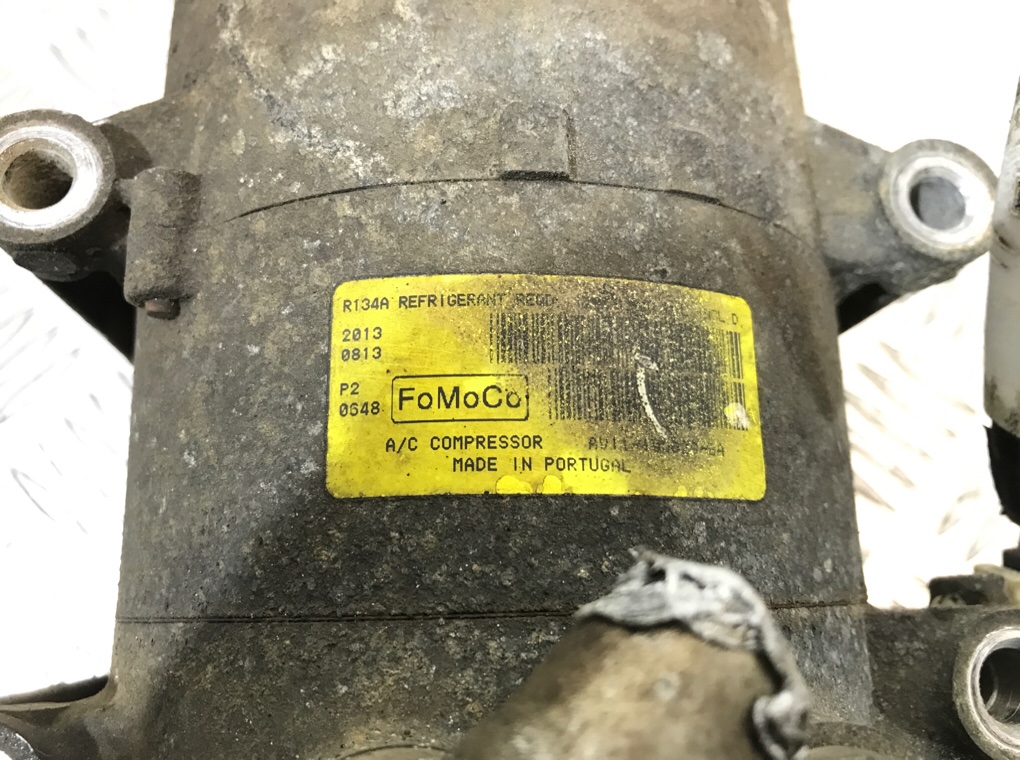 R134A REFRIGERANT REQD
2013
0813
P2
0648
FoMoCo
A/C COMPRESSOR
MADE IN PORTUGAL